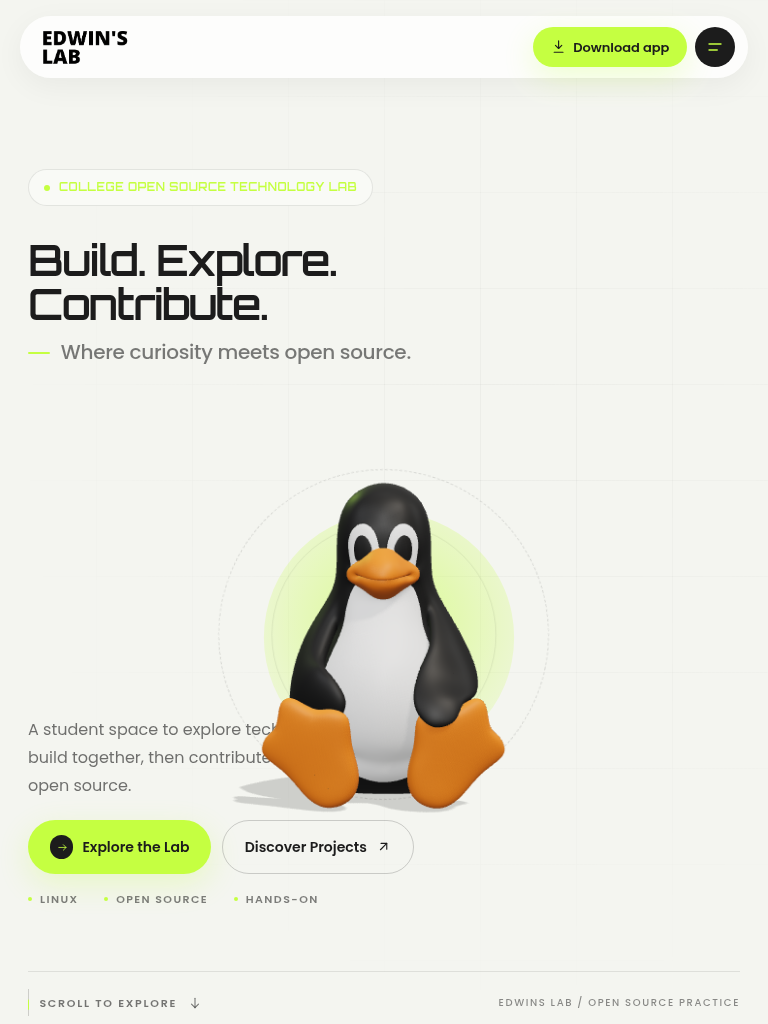 EDWIN'S
LAB
Download app
COLLEGE OPEN SOURCE TECHNOLOGY LAB
Build. Explore.
Contribute.
Where curiosity meets open source.
A student space to explore tech
build together, then contribute
open source.
Explore the Lab
Discover Projects
LINUX
OPEN SOURCE
HANDS-ON
SCROLL TO EXPLORE
EDWINS LAB / OPEN SOURCE PRACTICE